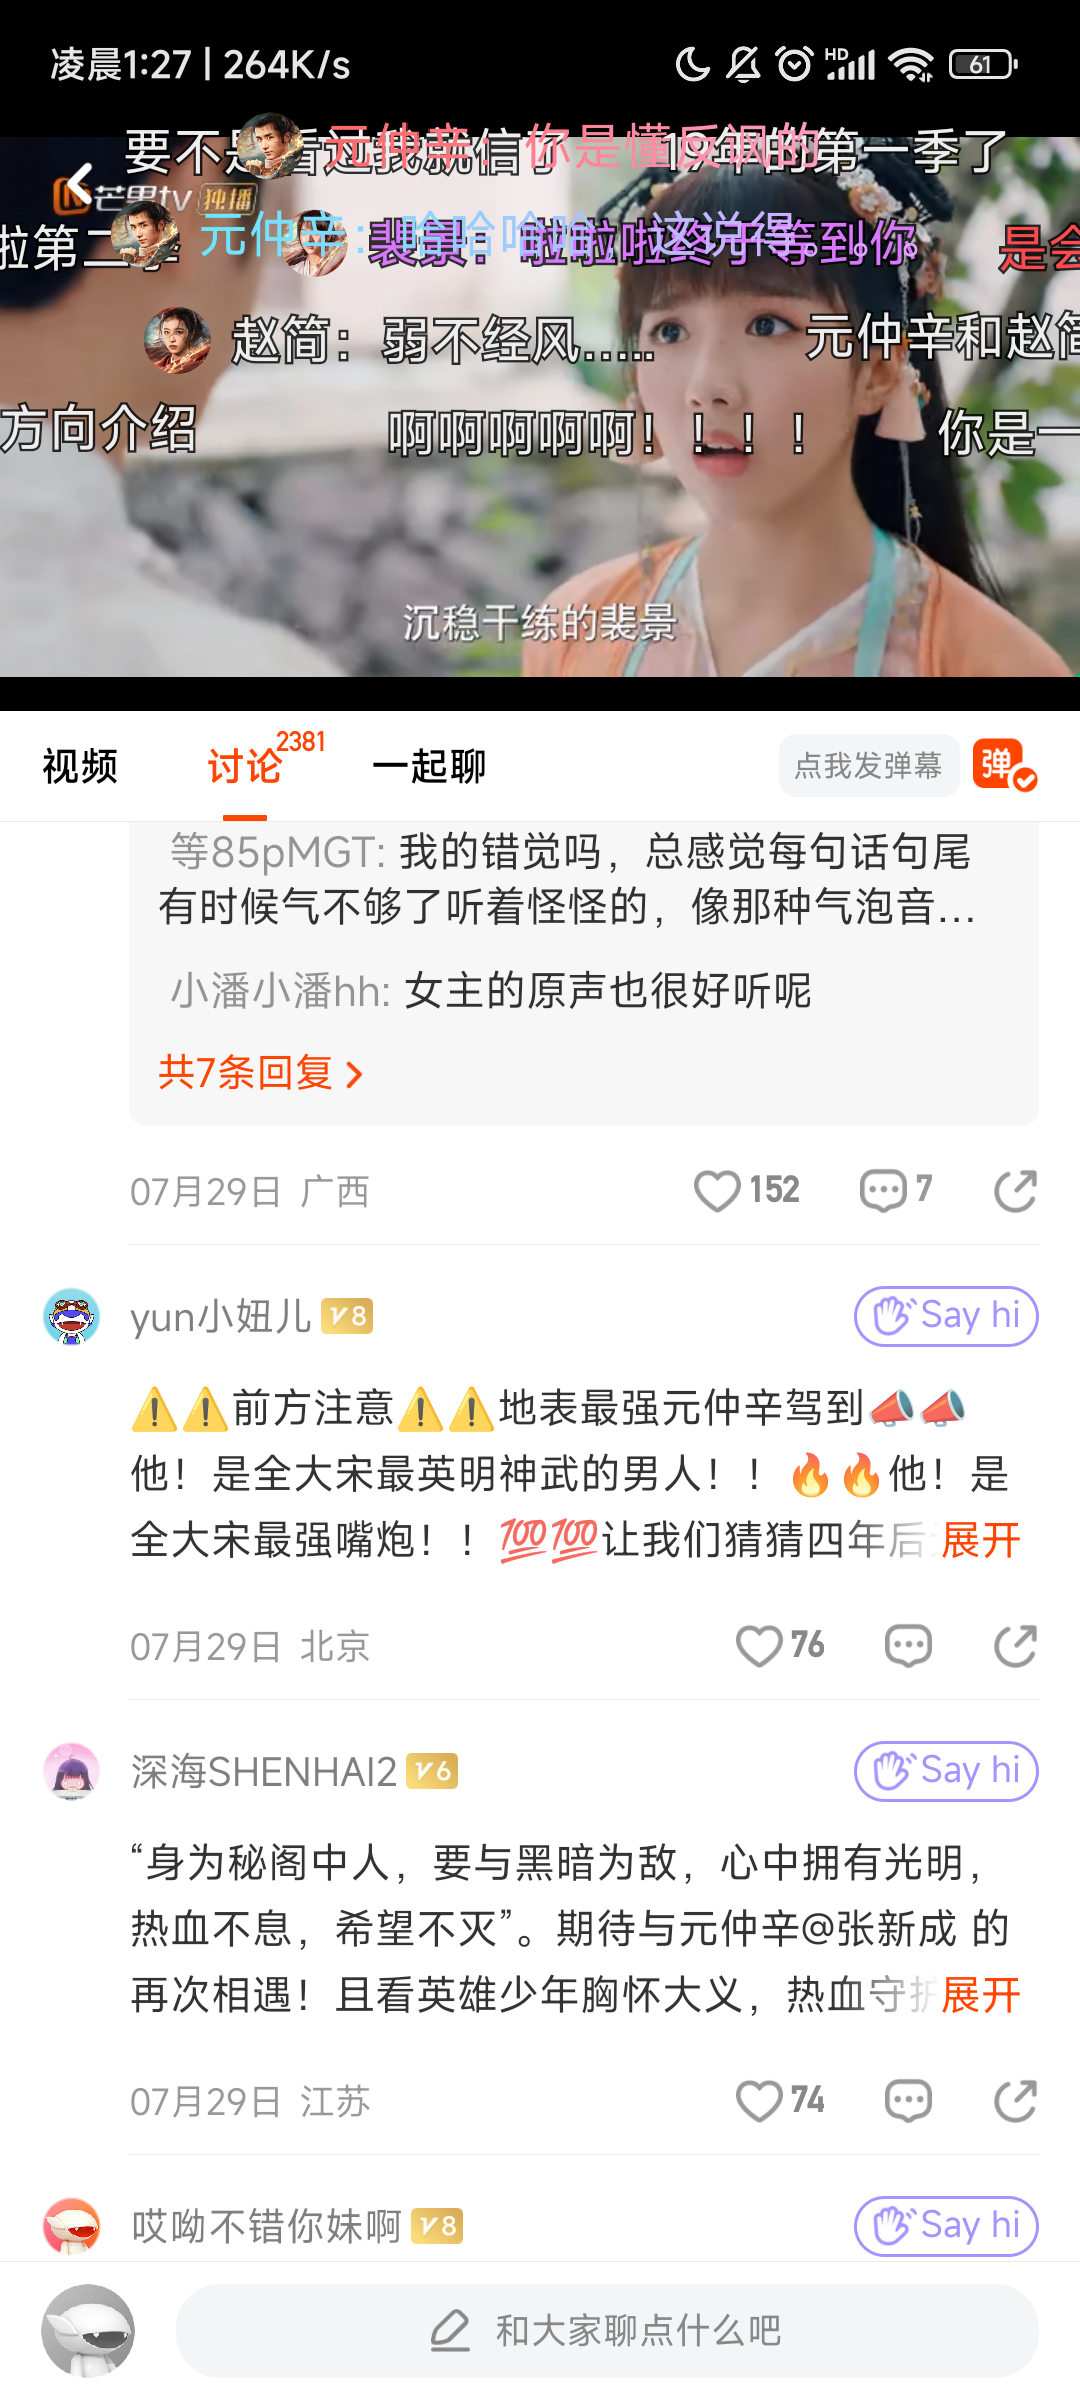 凌晨1:27 | 264K/s
HD
61
要不是看过我就信了
元仲辛：你是懂反讽的
19年的第一季了
芒果tv 独播
啦第二季
元仲辛：哈哈哈哈，这说得。。。
裴景：啦啦啦终于等到你
是会
赵简：弱不经风.....
元仲辛和赵简
方向介绍
啊啊啊啊啊！！！！
你是一
沉稳干练的裴景
视频
讨论
2381
一起聊
点我发弹幕
弹
等85pMGT: 我的错觉吗，总感觉每句话句尾
有时候气不够了听着怪怪的，像那种气泡音...
小潘小潘hh: 女主的原声也很好听呢
共7条回复
07月29日 广西
152
7
yun小妞儿 V8
Say hi
⚠️⚠️前方注意⚠️⚠️地表最强元仲辛驾到📣📣
他！是全大宋最英明神武的男人！！🔥🔥他！是
全大宋最强嘴炮！！💯💯让我们猜猜四年后 展开
07月29日 北京
76
深海SHENHAI2 V6
Say hi
“身为秘阁中人，要与黑暗为敌，心中拥有光明，
热血不息，希望不灭”。期待与元仲辛@张新成 的
再次相遇！且看英雄少年胸怀大义，热血守护 展开
07月29日 江苏
74
哎呦不错你妹啊 V8
Say hi
和大家聊点什么吧